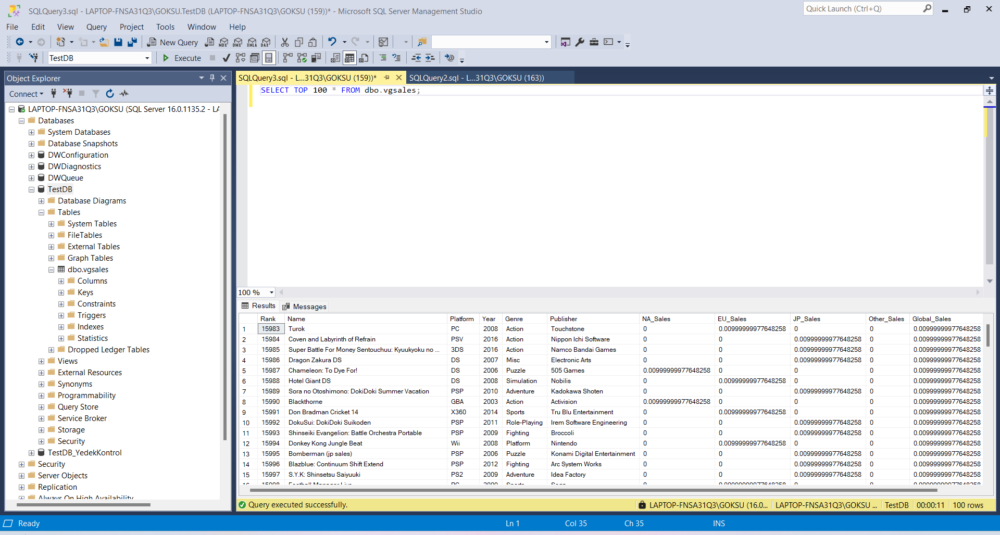 SQLQuery3.sql - LAPTOP-FNSA31Q3\GOKSU.TestDB (LAPTOP-FNSA31Q3\GOKSU (159))* - Microsoft SQL Server Management Studio
Quick Launch (Ctrl+Q)
File Edit View Query Project Tools Window Help
New Query MDX DMX XMLA DAX
TestDB Execute
Object Explorer
SQLQuery3.sql - L...31Q3\GOKSU (159))* SQLQuery2.sql - L...31Q3\GOKSU (163))
Connect
SELECT TOP 100 * FROM dbo.vgsales;
LAPTOP-FNSA31Q3\GOKSU (SQL Server 16.0.1135.2 - LA
Databases
System Databases
Database Snapshots
DWConfiguration
DWDiagnostics
DWQueue
TestDB
Database Diagrams
Tables
System Tables
FileTables
External Tables
Graph Tables
dbo.vgsales
Columns
Keys
Constraints
Triggers
Indexes
Statistics
Dropped Ledger Tables
Views
External Resources
Synonyms
Programmability
Query Store
Service Broker
Storage
Security
TestDB_YedekKontrol
Security
Server Objects
Replication
Always On High Availability
100 %
Results Messages
Rank Name Platform Year Genre Publisher NA_Sales EU_Sales JP_Sales Other_Sales Global_Sales
1 15983 Turok PC 2008 Action Touchstone 0 0.00999999977648258 0 0 0.00999999977648258
2 15984 Coven and Labyrinth of Refrain PSV 2016 Action Nippon Ichi Software 0 0 0.00999999977648258 0 0.00999999977648258
3 15985 Super Battle For Money Sentouchuu: Kyuukyoku no ... 3DS 2016 Action Namco Bandai Games 0 0 0.00999999977648258 0 0.00999999977648258
4 15986 Dragon Zakura DS DS 2007 Misc Electronic Arts 0 0 0.00999999977648258 0 0.00999999977648258
5 15987 Chameleon: To Dye For! DS 2006 Puzzle 505 Games 0.00999999977648258 0 0 0 0.00999999977648258
6 15988 Hotel Giant DS DS 2008 Simulation Nobilis 0 0.00999999977648258 0 0 0.00999999977648258
7 15989 Sora no Otoshimono: DokiDoki Summer Vacation PSP 2010 Adventure Kadokawa Shoten 0 0 0.00999999977648258 0 0.00999999977648258
8 15990 Blackthorne GBA 2003 Action Activision 0.00999999977648258 0 0 0 0.00999999977648258
9 15991 Don Bradman Cricket 14 X360 2014 Sports Tru Blu Entertainment 0 0.00999999977648258 0 0 0.00999999977648258
10 15992 DokuSui: DokiDoki Suikoden PSP 2011 Role-Playing Irem Software Engineering 0 0 0.00999999977648258 0 0.00999999977648258
11 15993 Shinseiki Evangelion: Battle Orchestra Portable PSP 2009 Fighting Broccoli 0 0 0.00999999977648258 0 0.00999999977648258
12 15994 Donkey Kong Jungle Beat Wii 2008 Platform Nintendo 0 0.00999999977648258 0 0 0.00999999977648258
13 15995 Bomberman (jp sales) PSP 2006 Puzzle Konami Digital Entertainment 0 0 0.00999999977648258 0 0.00999999977648258
14 15996 Blazblue: Continuum Shift Extend PSP 2012 Fighting Arc System Works 0 0 0.00999999977648258 0 0.00999999977648258
15 15997 S.Y.K: Shinsetsu Saiyuuki PS2 2009 Adventure Idea Factory 0 0 0.00999999977648258 0 0.00999999977648258
Query executed successfully. LAPTOP-FNSA31Q3\GOKSU (16.0... LAPTOP-FNSA31Q3\GOKSU ... TestDB 00:00:11 100 rows
Ready Ln 1 Col 35 Ch 35 INS